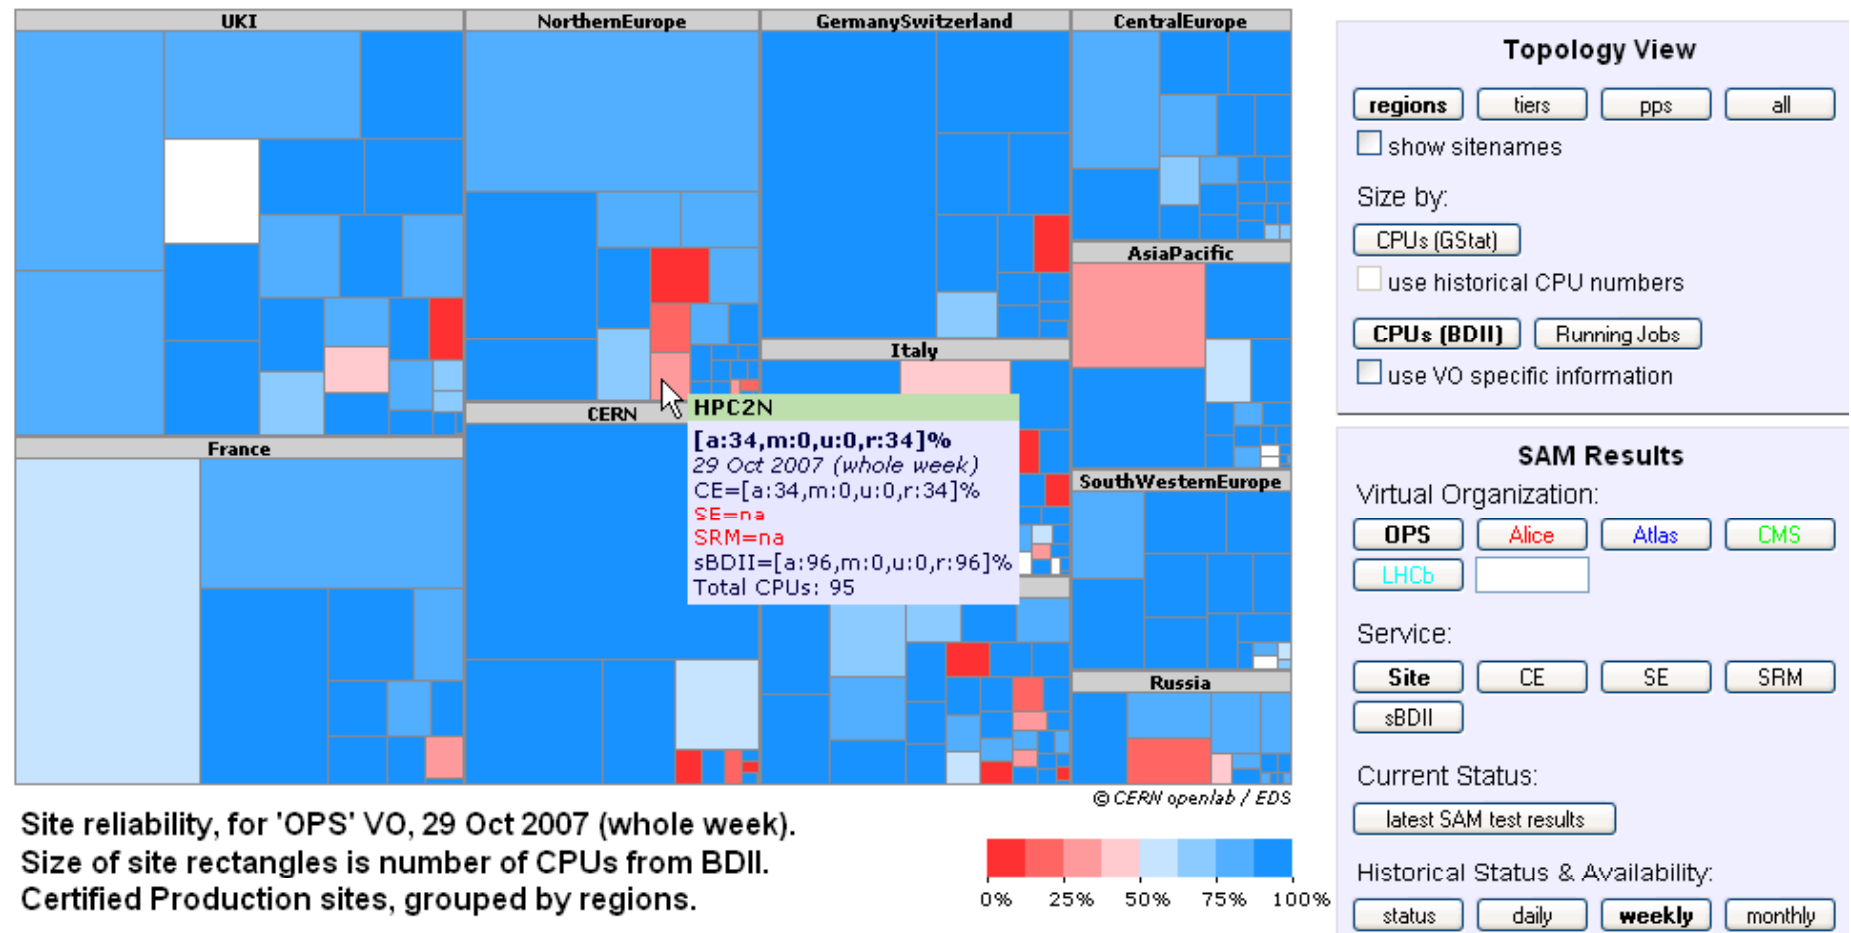 UKI
NorthernEurope
GermanySwitzerland
CentralEurope
AsiaPacific
Italy
CERN
France
SouthWesternEurope
Russia
HPC2N
[a:34,m:0,u:0,r:34]%
29 Oct 2007 (whole week)
CE=[a:34,m:0,u:0,r:34]%
SE=na
SRM=na
sBDII=[a:96,m:0,u:0,r:96]%
Total CPUs: 95
© CERN openlab / EDS
Site reliability, for 'OPS' VO, 29 Oct 2007 (whole week).
Size of site rectangles is number of CPUs from BDII.
Certified Production sites, grouped by regions.
0% 25% 50% 75% 100%
Topology View
regions tiers pps all
show sitenames
Size by:
CPUs (GStat)
use historical CPU numbers
CPUs (BDII) Running Jobs
use VO specific information
SAM Results
Virtual Organization:
OPS Alice Atlas CMS
LHCb
Service:
Site CE SE SRM
sBDII
Current Status:
latest SAM test results
Historical Status & Availability:
status daily weekly monthly